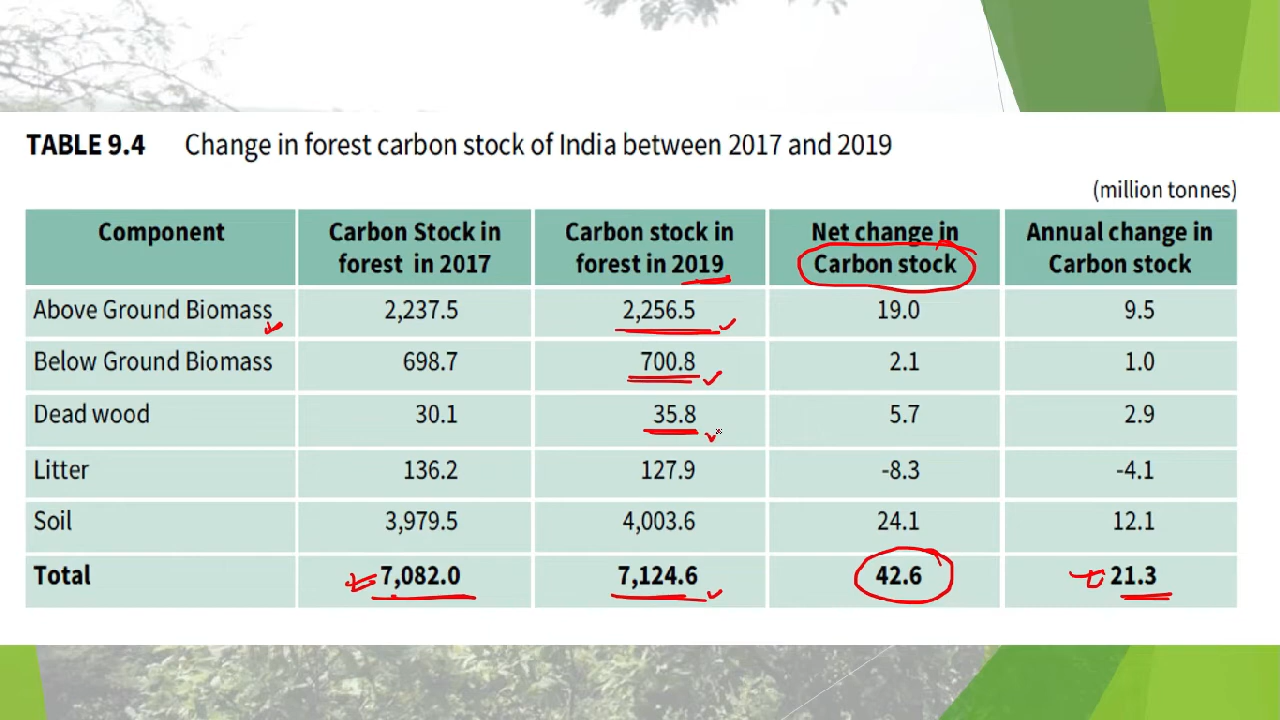 TABLE 9.4 Change in forest carbon stock of India between 2017 and 2019
(million tonnes)
Component Carbon Stock in forest in 2017 Carbon stock in forest in 2019 Net change in Carbon stock Annual change in Carbon stock
Above Ground Biomass 2,237.5 2,256.5 19.0 9.5
Below Ground Biomass 698.7 700.8 2.1 1.0
Dead wood 30.1 35.8 5.7 2.9
Litter 136.2 127.9 -8.3 -4.1
Soil 3,979.5 4,003.6 24.1 12.1
Total 7,082.0 7,124.6 42.6 21.3